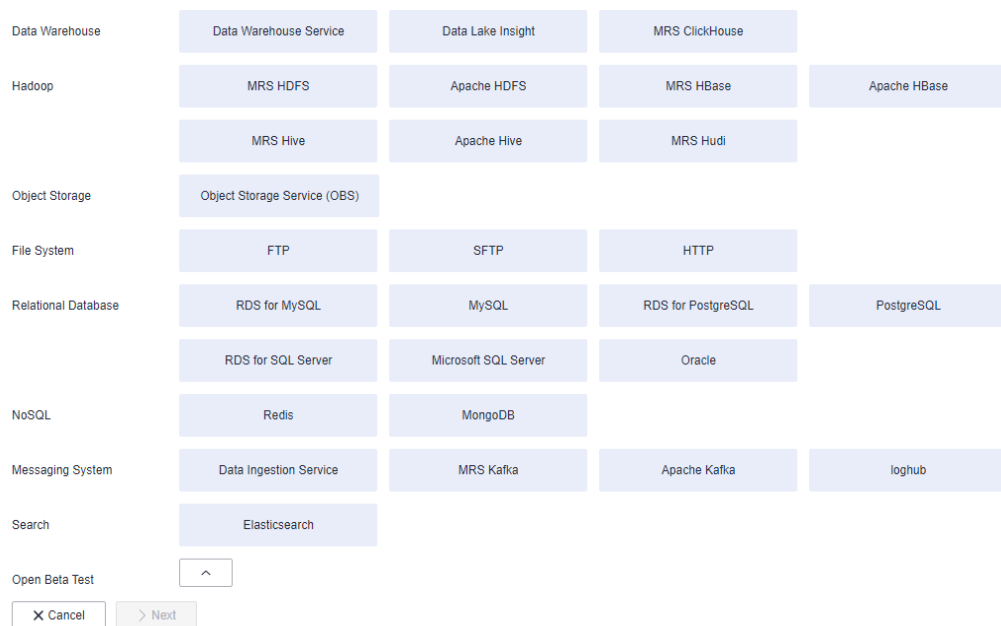 Data Warehouse Data Warehouse Service Data Lake Insight MRS ClickHouse
Hadoop MRS HDFS Apache HDFS MRS HBase Apache HBase
MRS Hive Apache Hive MRS Hudi
Object Storage Object Storage Service (OBS)
File System FTP SFTP HTTP
Relational Database RDS for MySQL MySQL RDS for PostgreSQL PostgreSQL
RDS for SQL Server Microsoft SQL Server Oracle
NoSQL Redis MongoDB
Messaging System Data Ingestion Service MRS Kafka Apache Kafka loghub
Search Elasticsearch
Open Beta Test
Cancel Next